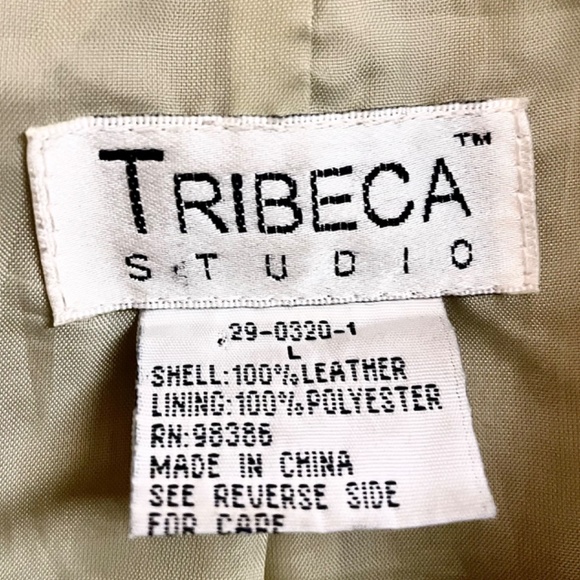 TRIBECA™
STUDIO
29-0320-1
L
SHELL:100%LEATHER
LINING:100%POLYESTER
RN:98386
MADE IN CHINA
SEE REVERSE SIDE
FOR CARE